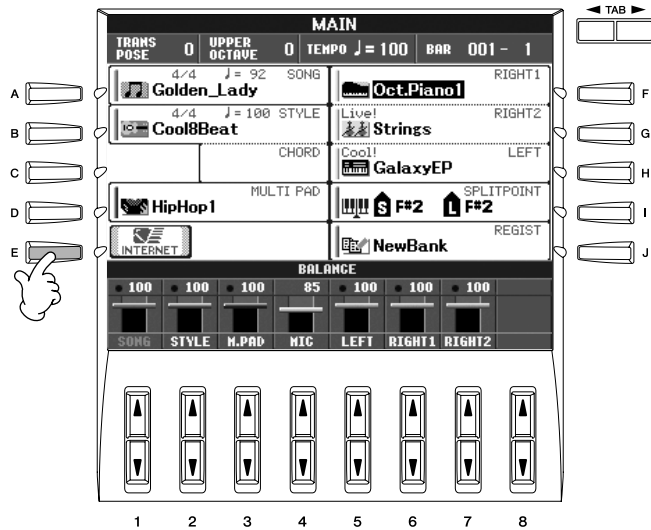 MAIN
◄ TAB ►
TRANS POSE 0 UPPER OCTAVE 0 TEMPO ♩= 100 BAR 001 - 1
4/4 ♩= 92 SONG
Golden_Lady
RIGHT1
Oct.Piano1
A
F
4/4 ♩= 100 STYLE
Cool8Beat
Live! RIGHT2
Strings
B
G
CHORD
Cool! LEFT
GalaxyEP
C
H
MULTI PAD
HipHop1
SPLITPOINT
S F#2 L F#2
D
I
INTERNET
REGIST
NewBank
E
J
BALANCE
100 100 100 85 100 100 100
SONG STYLE M.PAD MIC LEFT RIGHT1 RIGHT2
1 2 3 4 5 6 7 8